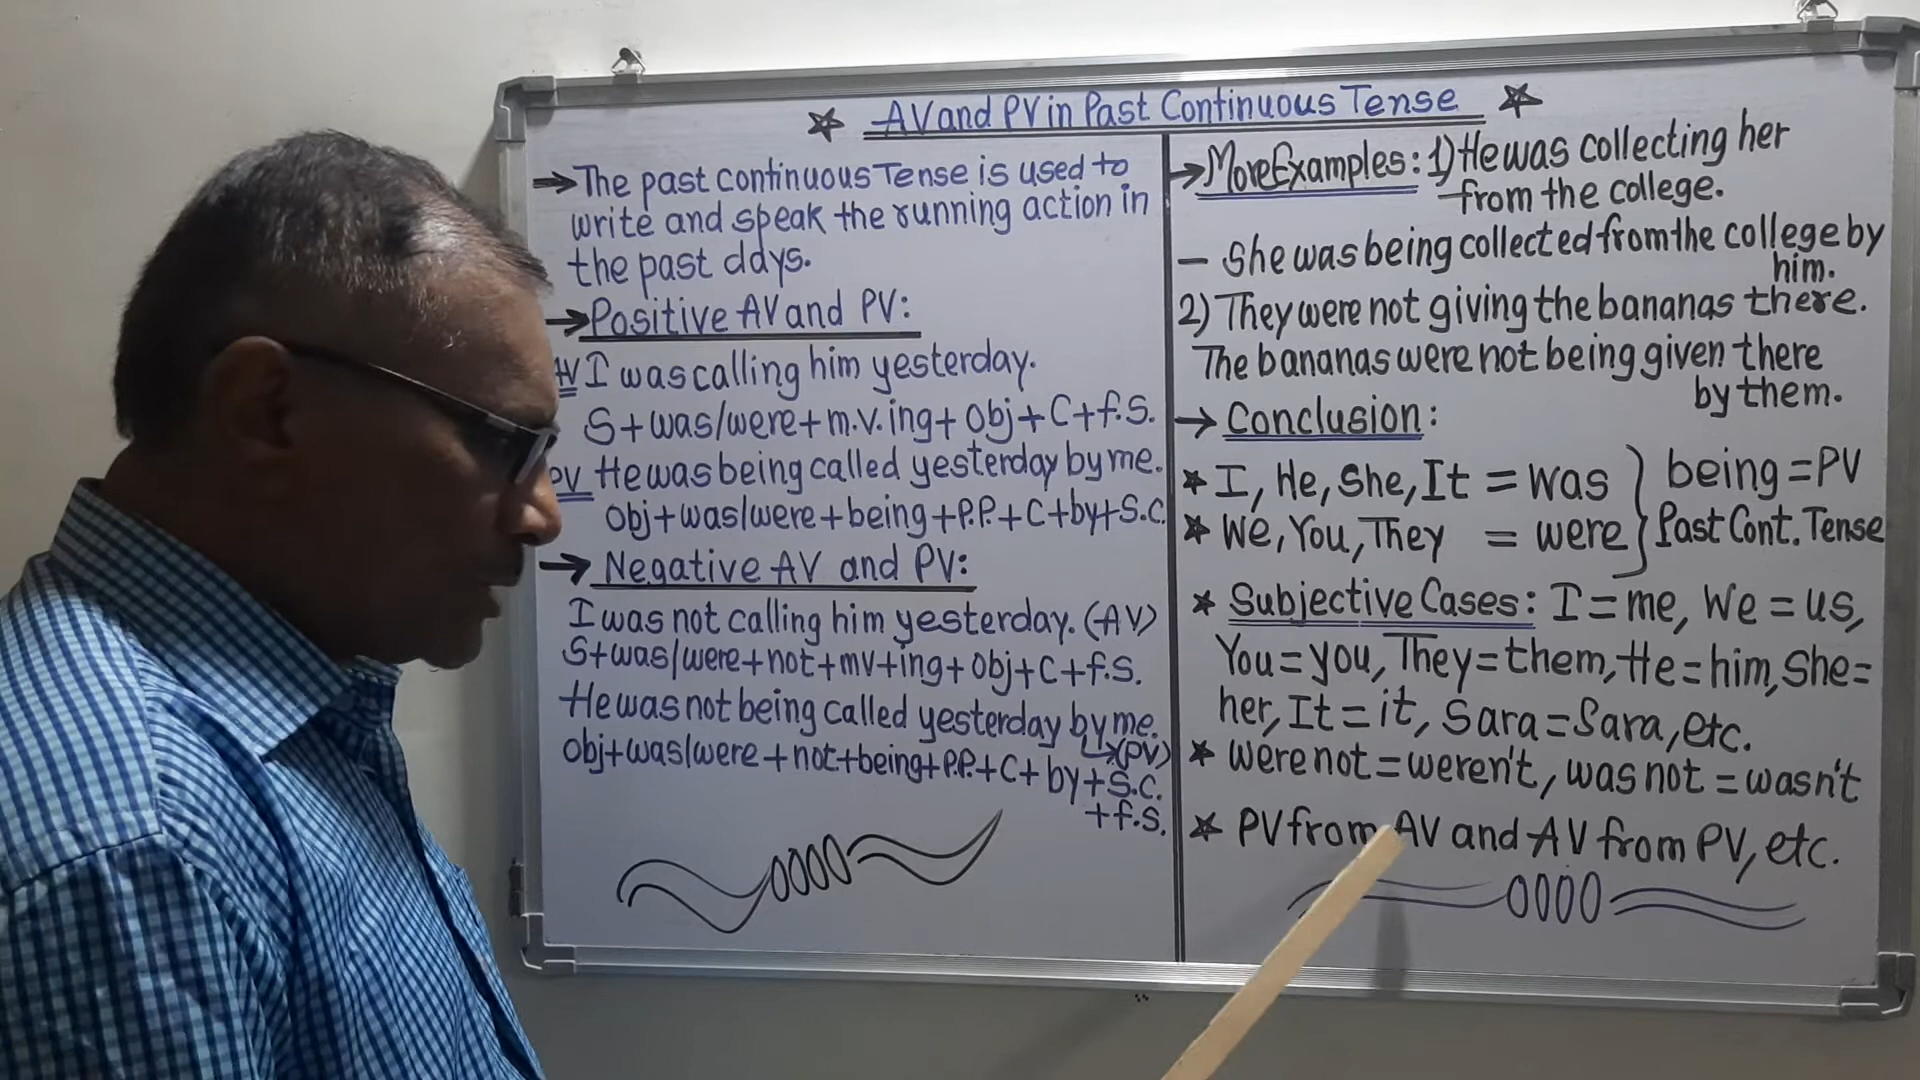 AV and PV in Past Continuous Tense
The past continuous Tense is used to
write and speak the running action in
the past days.
Positive AV and PV:
AV I was calling him yesterday.
S+was/were+m.v.ing+Obj+C+f.S.
PV He was being called yesterday by me.
Obj+was/were+being+P.P.+C+by+S.C.
Negative AV and PV:
I was not calling him yesterday. (AV)
S+was/were+not+mv+ing+Obj+C+f.S.
He was not being called yesterday by me.
(PV)
Obj+was/were+not+being+P.P.+C+by+S.C.
+f.S.
More Examples: 1) He was collecting her
from the college.
– She was being collected from the college by
him.
2) They were not giving the bananas there.
The bananas were not being given there
by them.
Conclusion:
I, He, She, It = was } being = PV
We, You, They = were } Past Cont. Tense
Subjective Cases: I = me, We = us,
You = you, They = them, He = him, She =
her, It = it, Sara = Sara, etc.
were not = weren't, was not = wasn't
PV from AV and AV from PV, etc.